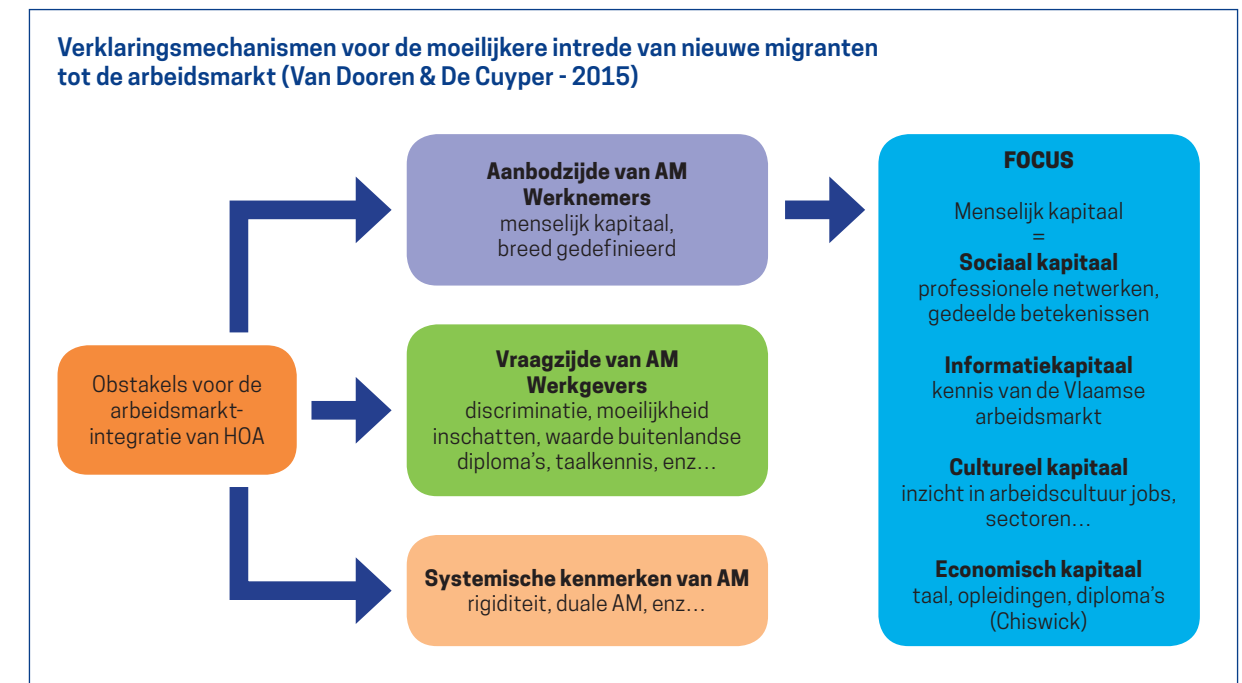 Verklaringsmechanismen voor de moeilijkere intrede van nieuwe migranten
tot de arbeidsmarkt (Van Dooren & De Cuyper - 2015)
Obstakels voor de
arbeidsmarkt-
integratie van HOA
Aanbodzijde van AM
Werknemers
menselijk kapitaal,
breed gedefinieerd
Vraagzijde van AM
Werkgevers
discriminatie, moeilijkheid
inschatten, waarde buitenlandse
diploma's, taalkennis, enz...
Systemische kenmerken van AM
rigiditeit, duale AM, enz...
FOCUS
Menselijk kapitaal
=
Sociaal kapitaal
professionele netwerken,
gedeelde betekenissen
Informatiekapitaal
kennis van de Vlaamse
arbeidsmarkt
Cultureel kapitaal
inzicht in arbeidscultuur jobs,
sectoren...
Economisch kapitaal
taal, opleidingen, diploma's
(Chiswick)